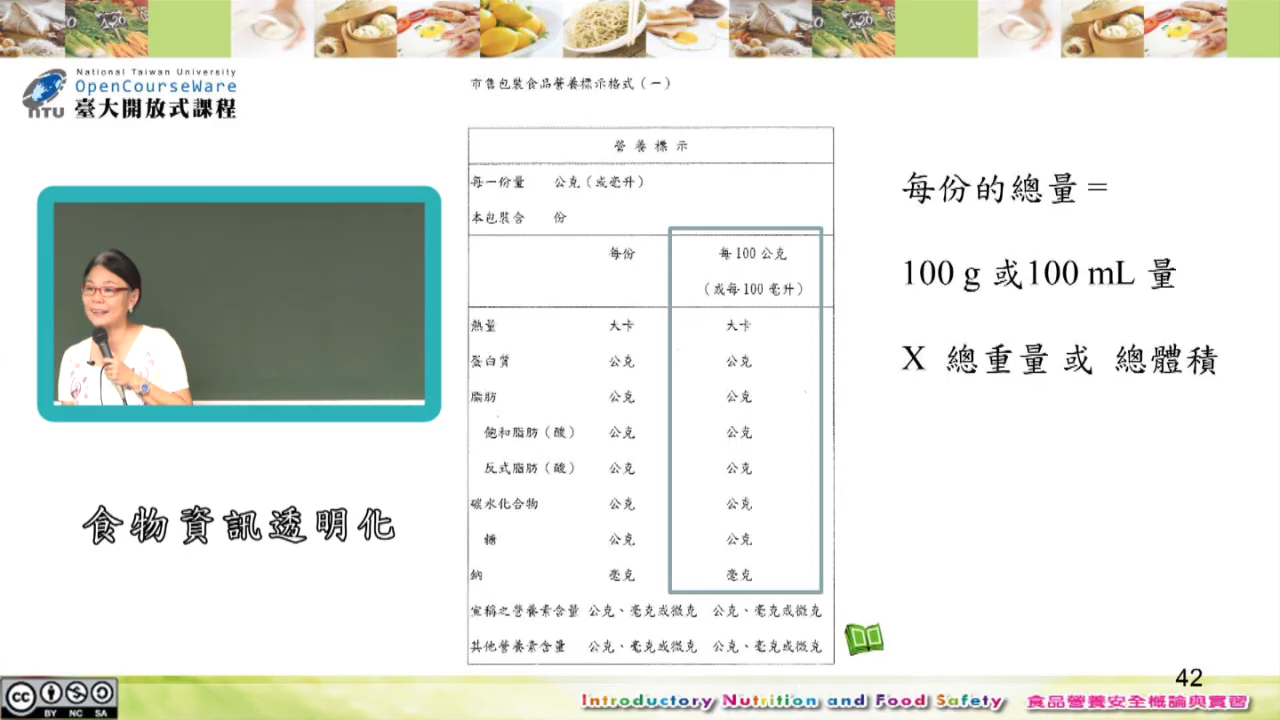 National Taiwan University
OpenCourseWare
臺大開放式課程
NTU
市售包裝食品營養標示格式（一）
營養標示
每一份量 公克（或毫升）
本包裝含 份
每份 每100公克
（或每100毫升）
熱量 大卡 大卡
蛋白質 公克 公克
脂肪 公克 公克
飽和脂肪（酸） 公克 公克
反式脂肪（酸） 公克 公克
碳水化合物 公克 公克
糖 公克 公克
鈉 毫克 毫克
宣稱之營養素含量 公克、毫克或微克 公克、毫克或微克
其他營養素含量 公克、毫克或微克 公克、毫克或微克
每份的總量=
100 g 或100 mL 量
X 總重量 或 總體積
食物資訊透明化
42
cc BY NC SA
Introductory Nutrition and Food Safety 食品營養安全概論與實習